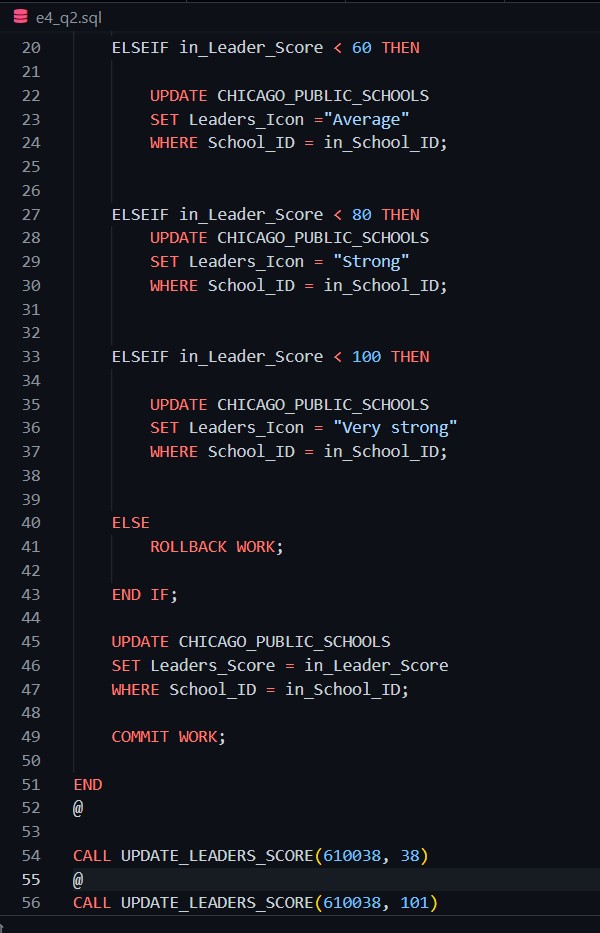 e4_q2.sql
20 ELSEIF in_Leader_Score < 60 THEN
21
22 UPDATE CHICAGO_PUBLIC_SCHOOLS
23 SET Leaders_Icon ="Average"
24 WHERE School_ID = in_School_ID;
25
26
27 ELSEIF in_Leader_Score < 80 THEN
28 UPDATE CHICAGO_PUBLIC_SCHOOLS
29 SET Leaders_Icon = "Strong"
30 WHERE School_ID = in_School_ID;
31
32
33 ELSEIF in_Leader_Score < 100 THEN
34
35 UPDATE CHICAGO_PUBLIC_SCHOOLS
36 SET Leaders_Icon = "Very strong"
37 WHERE School_ID = in_School_ID;
38
39
40 ELSE
41 ROLLBACK WORK;
42
43 END IF;
44
45 UPDATE CHICAGO_PUBLIC_SCHOOLS
46 SET Leaders_Score = in_Leader_Score
47 WHERE School_ID = in_School_ID;
48
49 COMMIT WORK;
50
51 END
52 @
53
54 CALL UPDATE_LEADERS_SCORE(610038, 38)
55 @
56 CALL UPDATE_LEADERS_SCORE(610038, 101)